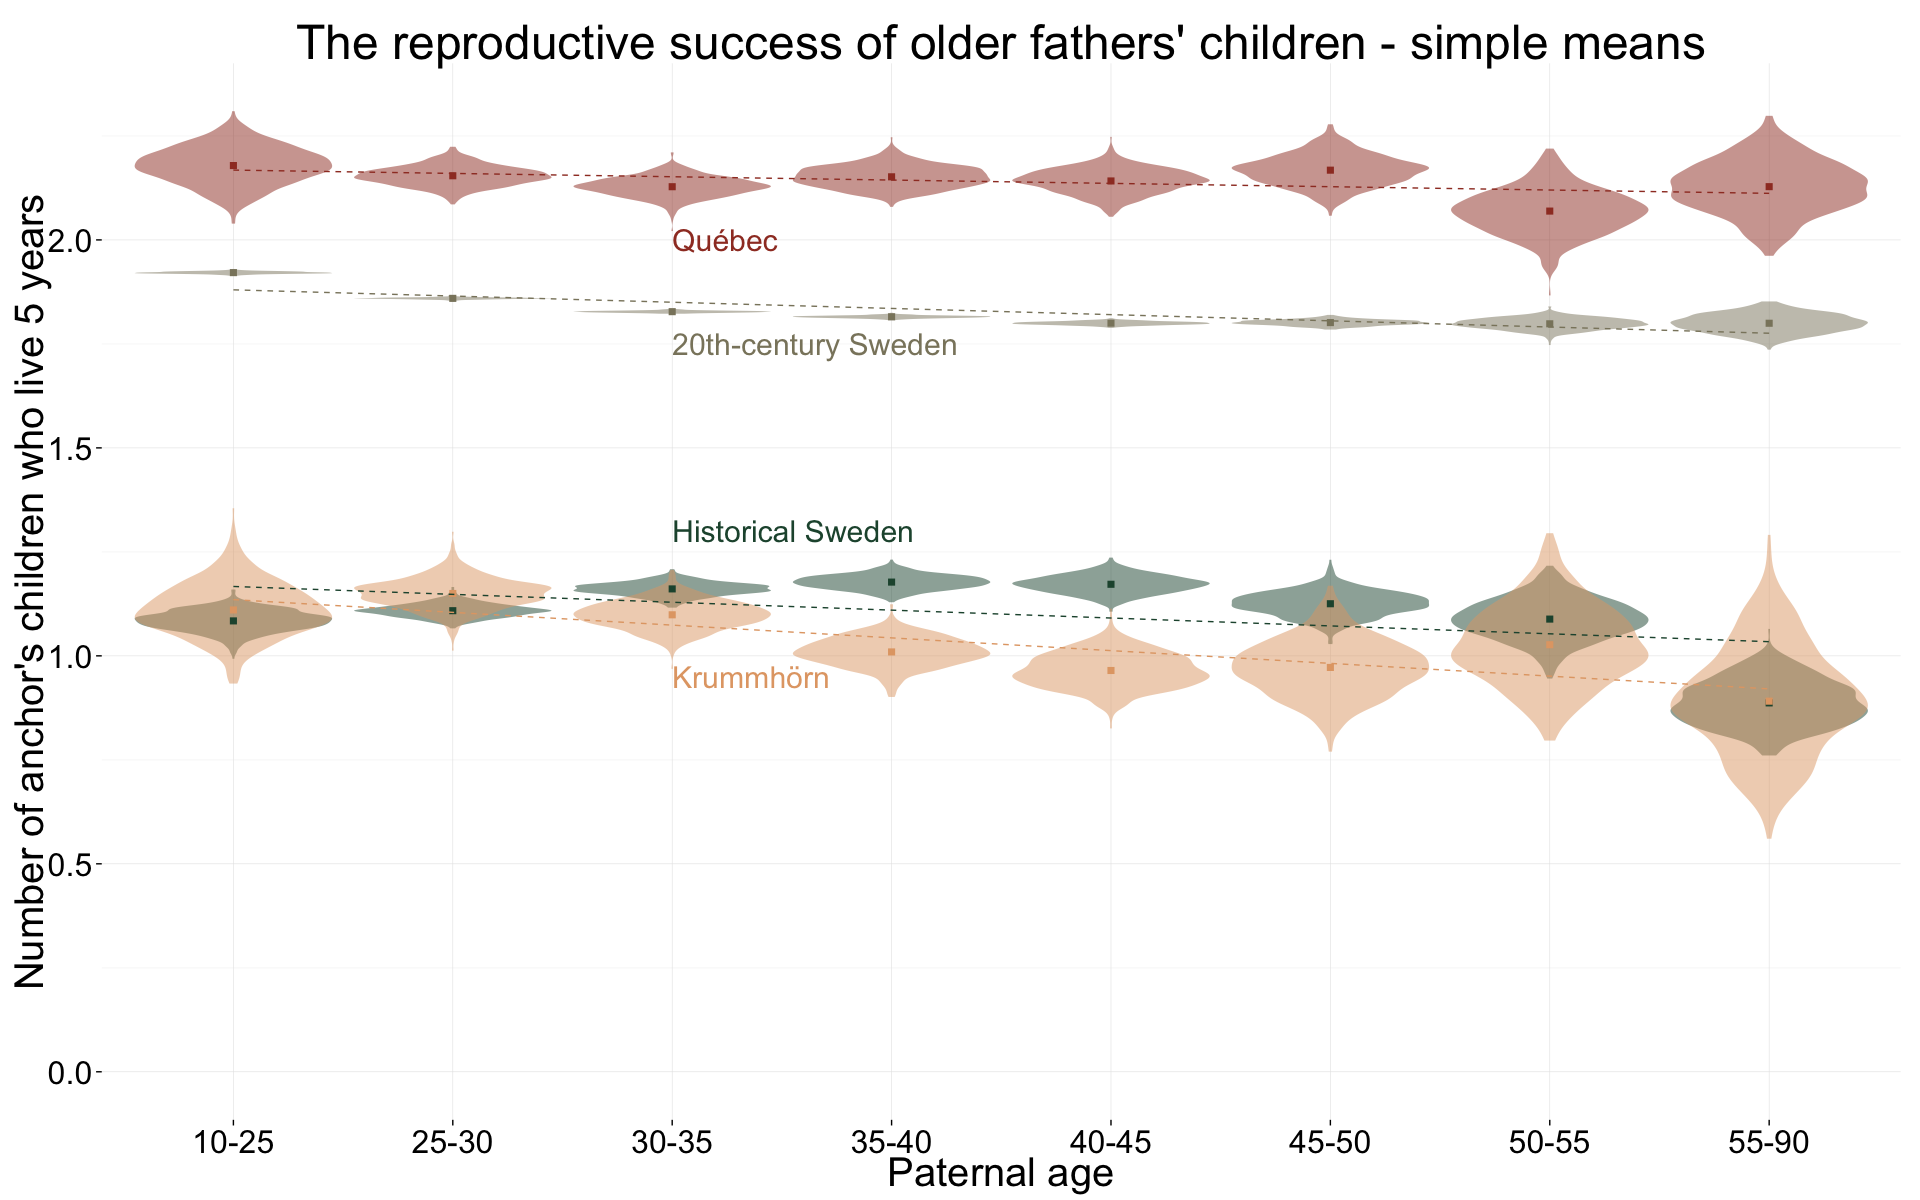 The reproductive success of older fathers' children - simple means
Number of anchor's children who live 5 years
2.0
1.5
1.0
0.5
0.0
Québec
20th-century Sweden
Historical Sweden
Krummhörn
10-25 25-30 30-35 35-40 40-45 45-50 50-55 55-90
Paternal age